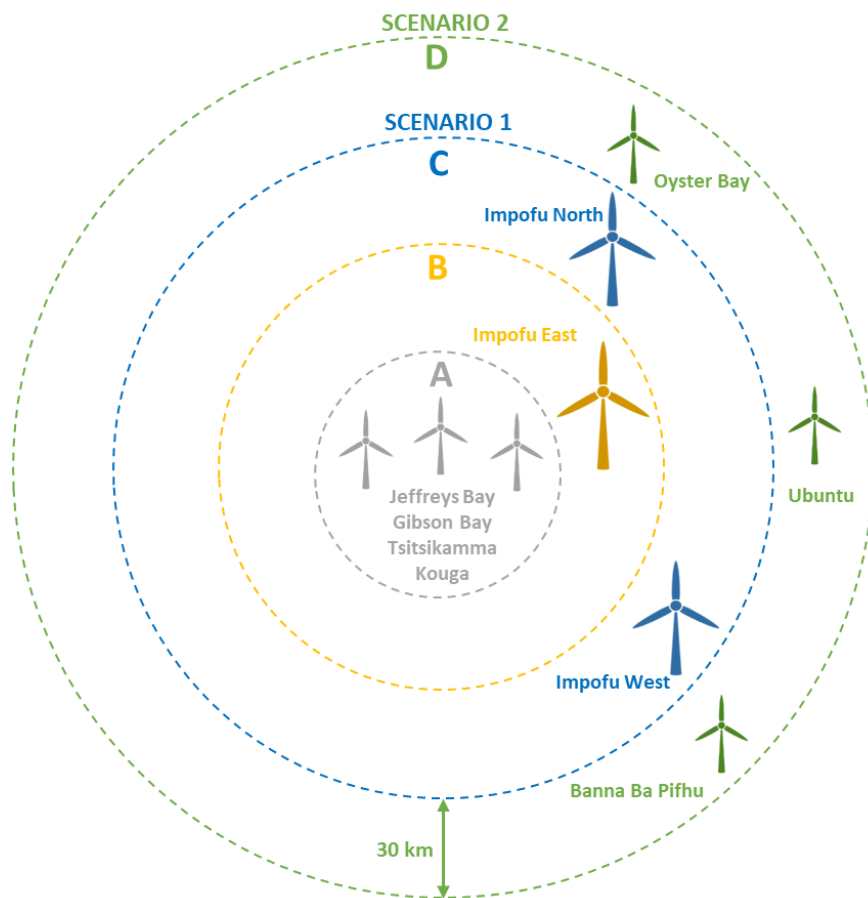 SCENARIO 2
D
SCENARIO 1
C
Oyster Bay
Impofu North
B
Impofu East
A
Jeffreys Bay
Gibson Bay
Tsitsikamma
Kouga
Ubuntu
Impofu West
Banna Ba Pifhu
30 km